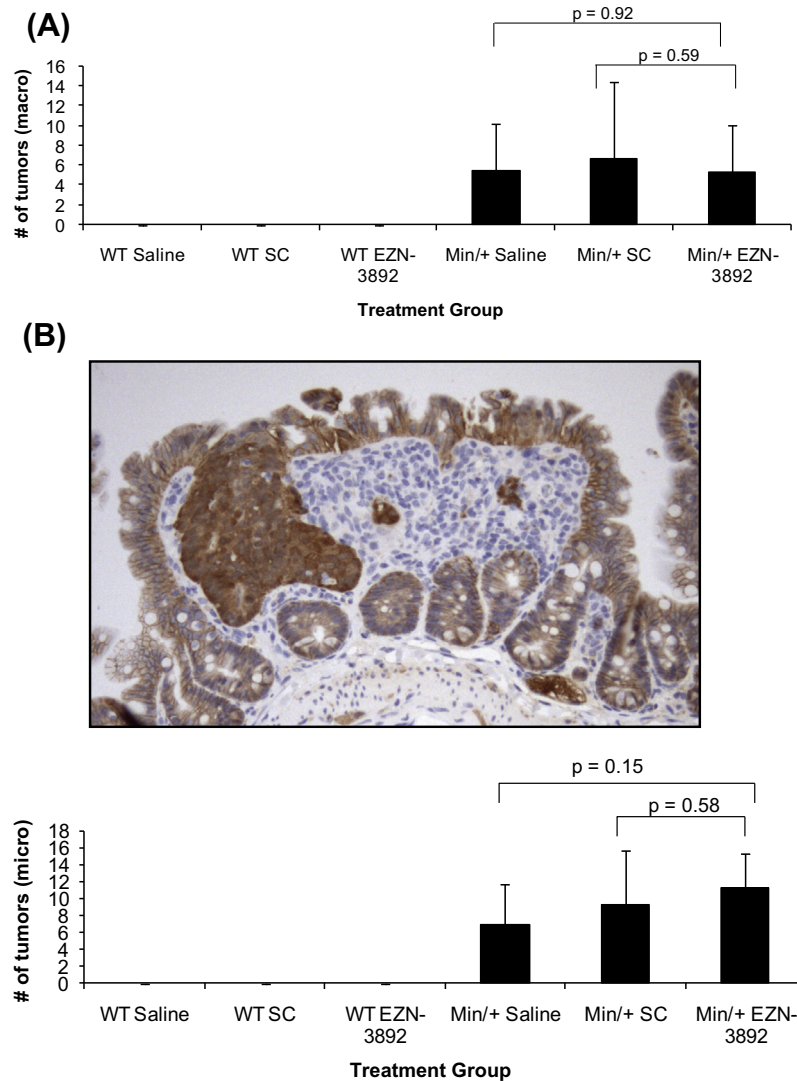 (A)
p = 0.92
p = 0.59
# of tumors (macro)
16
14
12
10
8
6
4
2
0
WT Saline
WT SC
WT EZN-
3892
Min/+ Saline
Min/+ SC
Min/+ EZN-
3892
Treatment Group
(B)
p = 0.15
p = 0.58
# of tumors (micro)
18
16
14
12
10
8
6
4
2
0
WT Saline
WT SC
WT EZN-
3892
Min/+ Saline
Min/+ SC
Min/+ EZN-
3892
Treatment Group